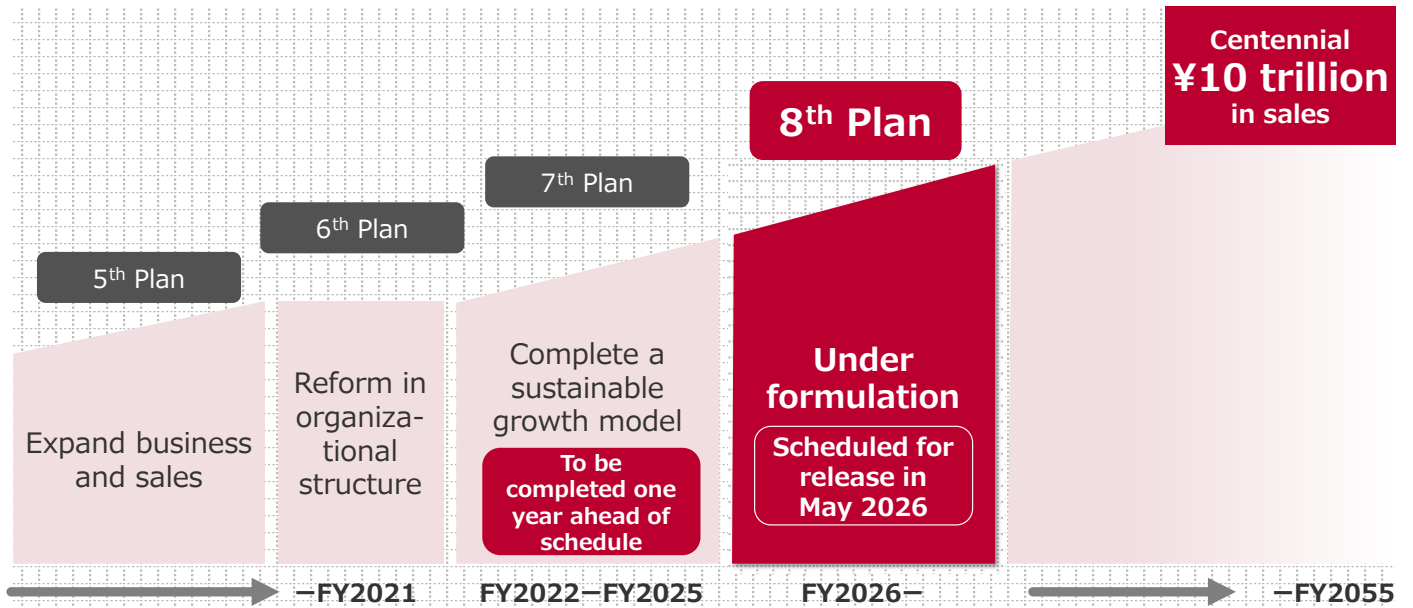 Centennial
¥10 trillion
in sales
8th Plan
7th Plan
6th Plan
5th Plan
Expand business
and sales
Reform in
organiza-
tional
structure
Complete a
sustainable
growth model
To be
completed one
year ahead of
schedule
Under
formulation
Scheduled for
release in
May 2026
–FY2021
FY2022–FY2025
FY2026–
–FY2055